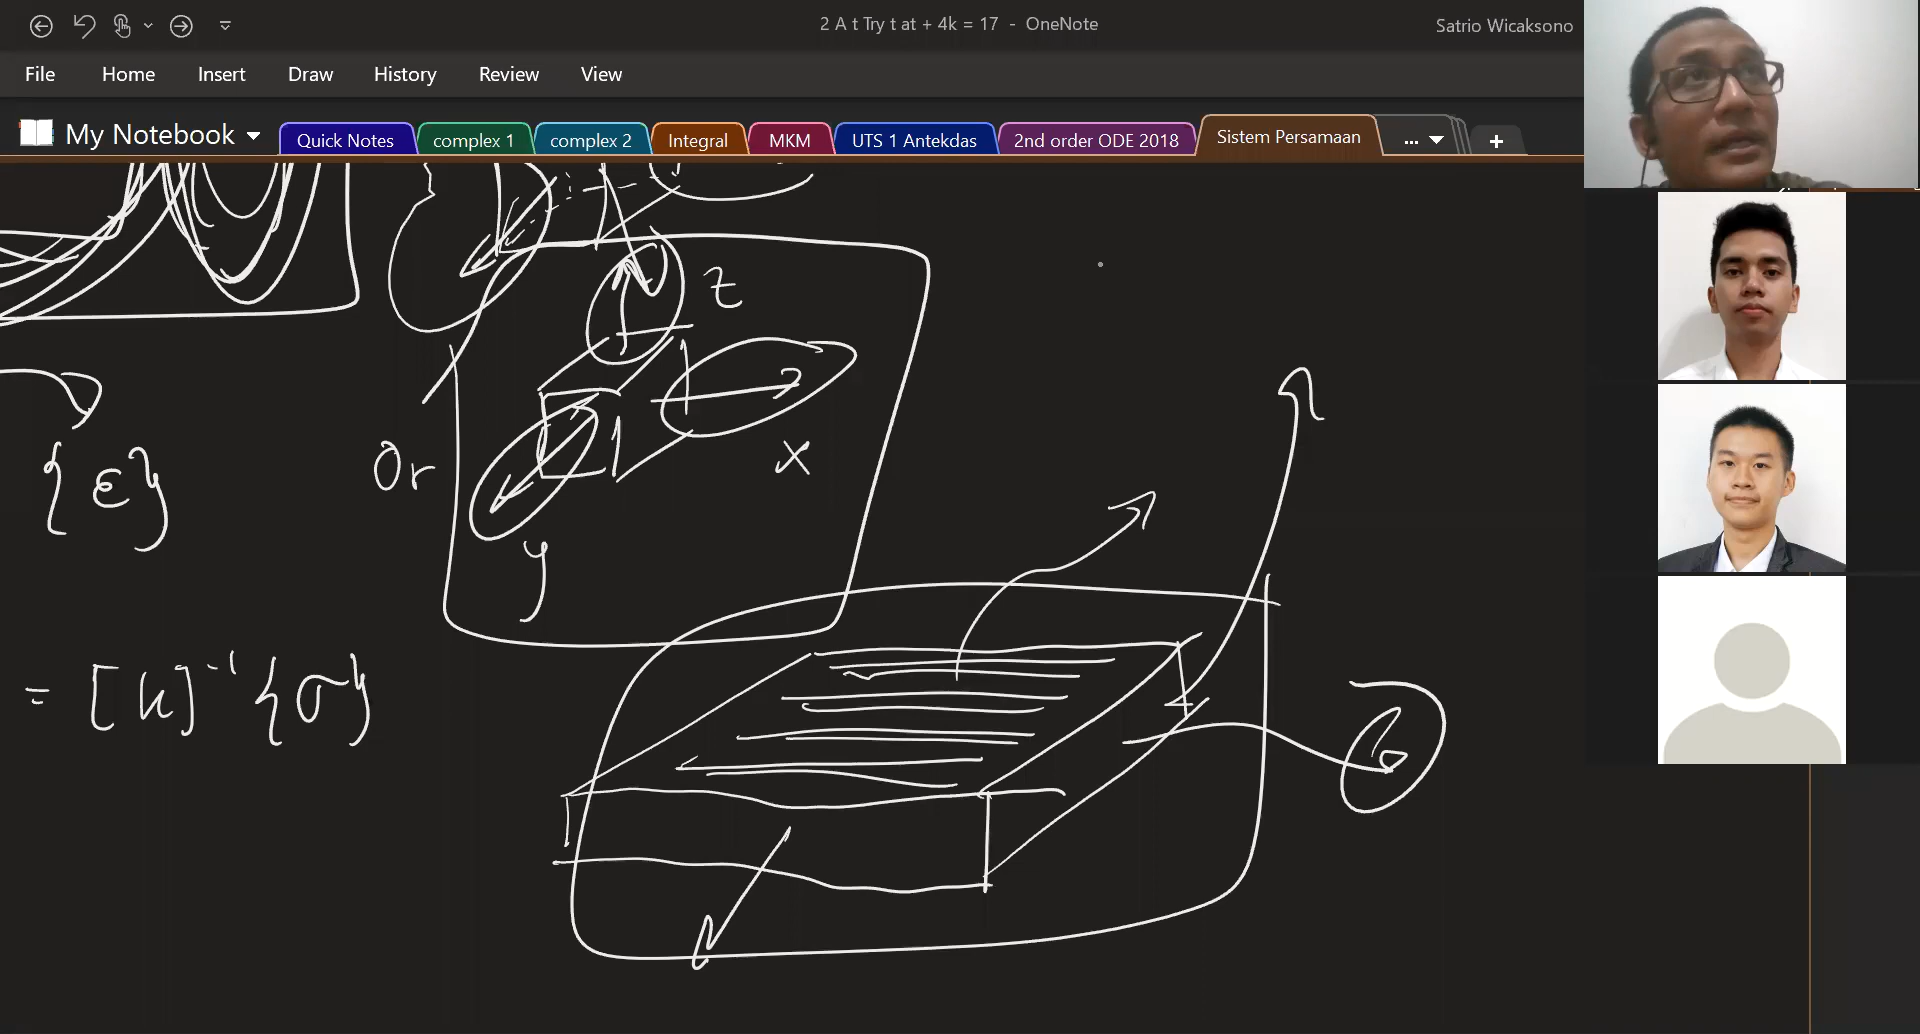 2 A t Try t at + 4k = 17 - OneNote
Satrio Wicaksono
File Home Insert Draw History Review View
My Notebook
Quick Notes
complex 1
complex 2
Integral
MKM
UTS 1 Antekdas
2nd order ODE 2018
Sistem Persamaan
...
+
z
x
y
Or
{ε}
= [k]⁻¹ {σ}
6